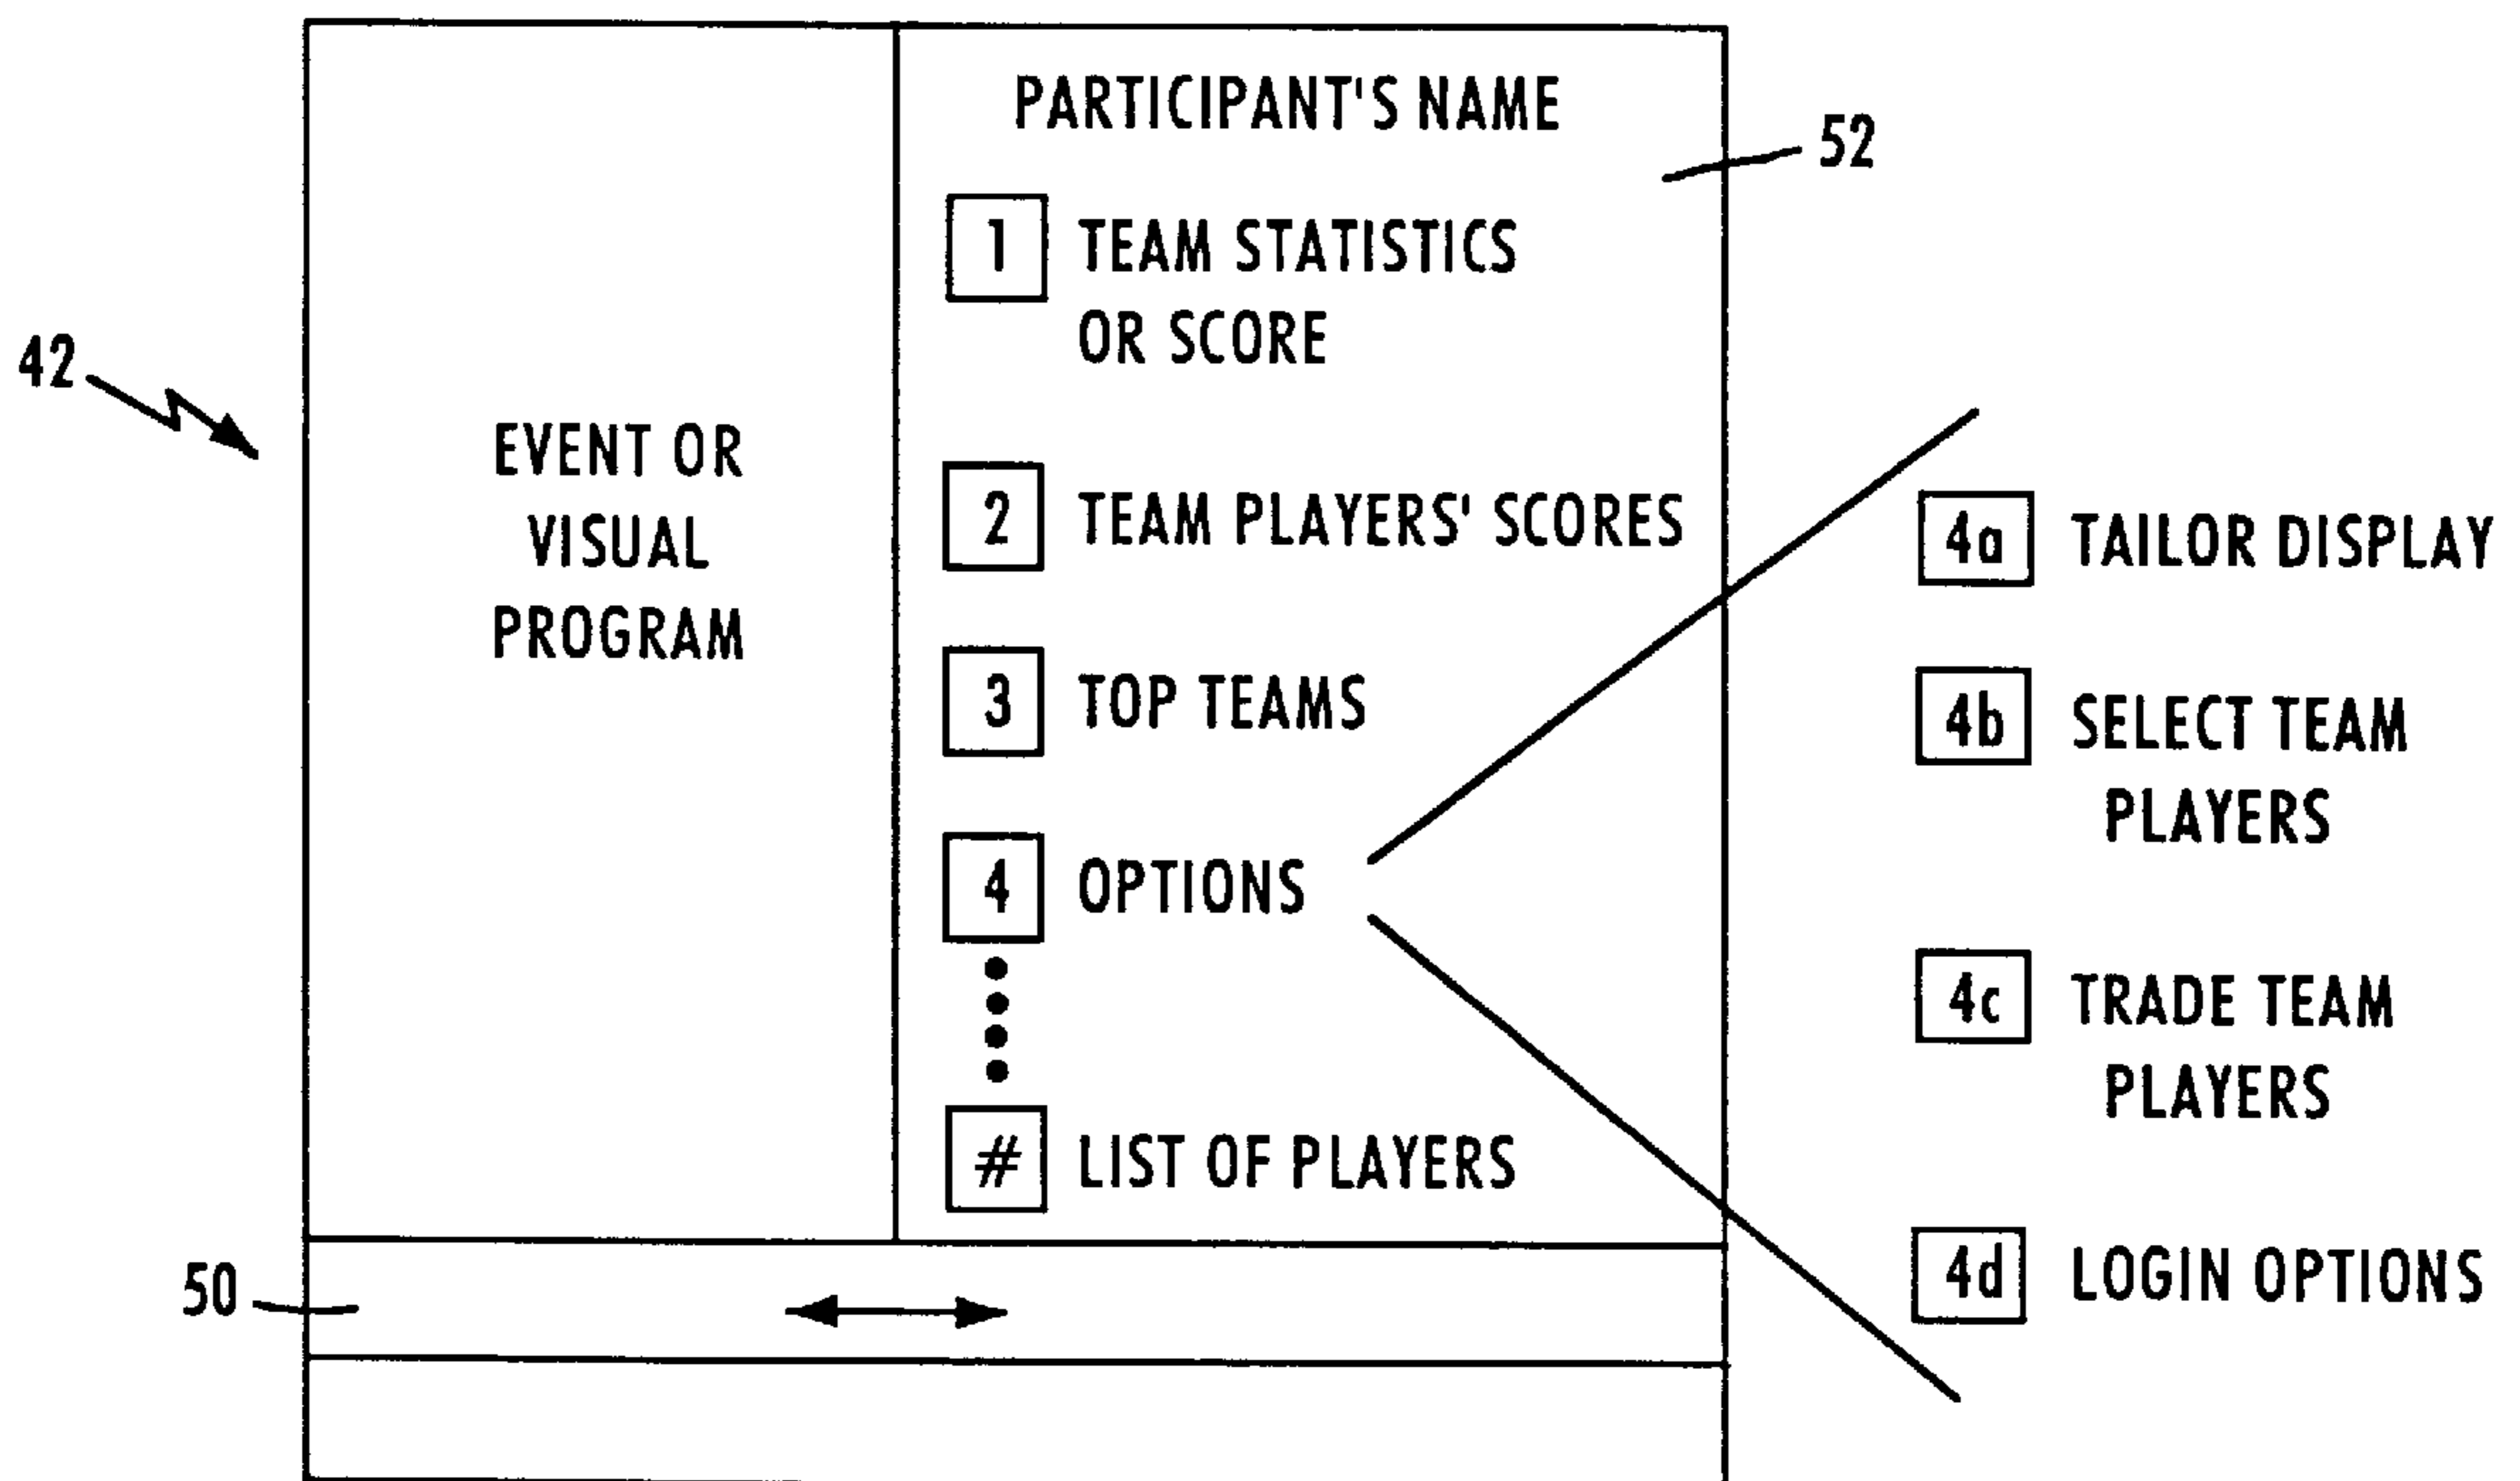 PARTICIPANT'S NAME
52
1 TEAM STATISTICS
OR SCORE
42
EVENT OR
VISUAL
PROGRAM
2 TEAM PLAYERS' SCORES
3 TOP TEAMS
4 OPTIONS
# LIST OF PLAYERS
4a TAILOR DISPLAY
4b SELECT TEAM
PLAYERS
4c TRADE TEAM
PLAYERS
4d LOGIN OPTIONS
50